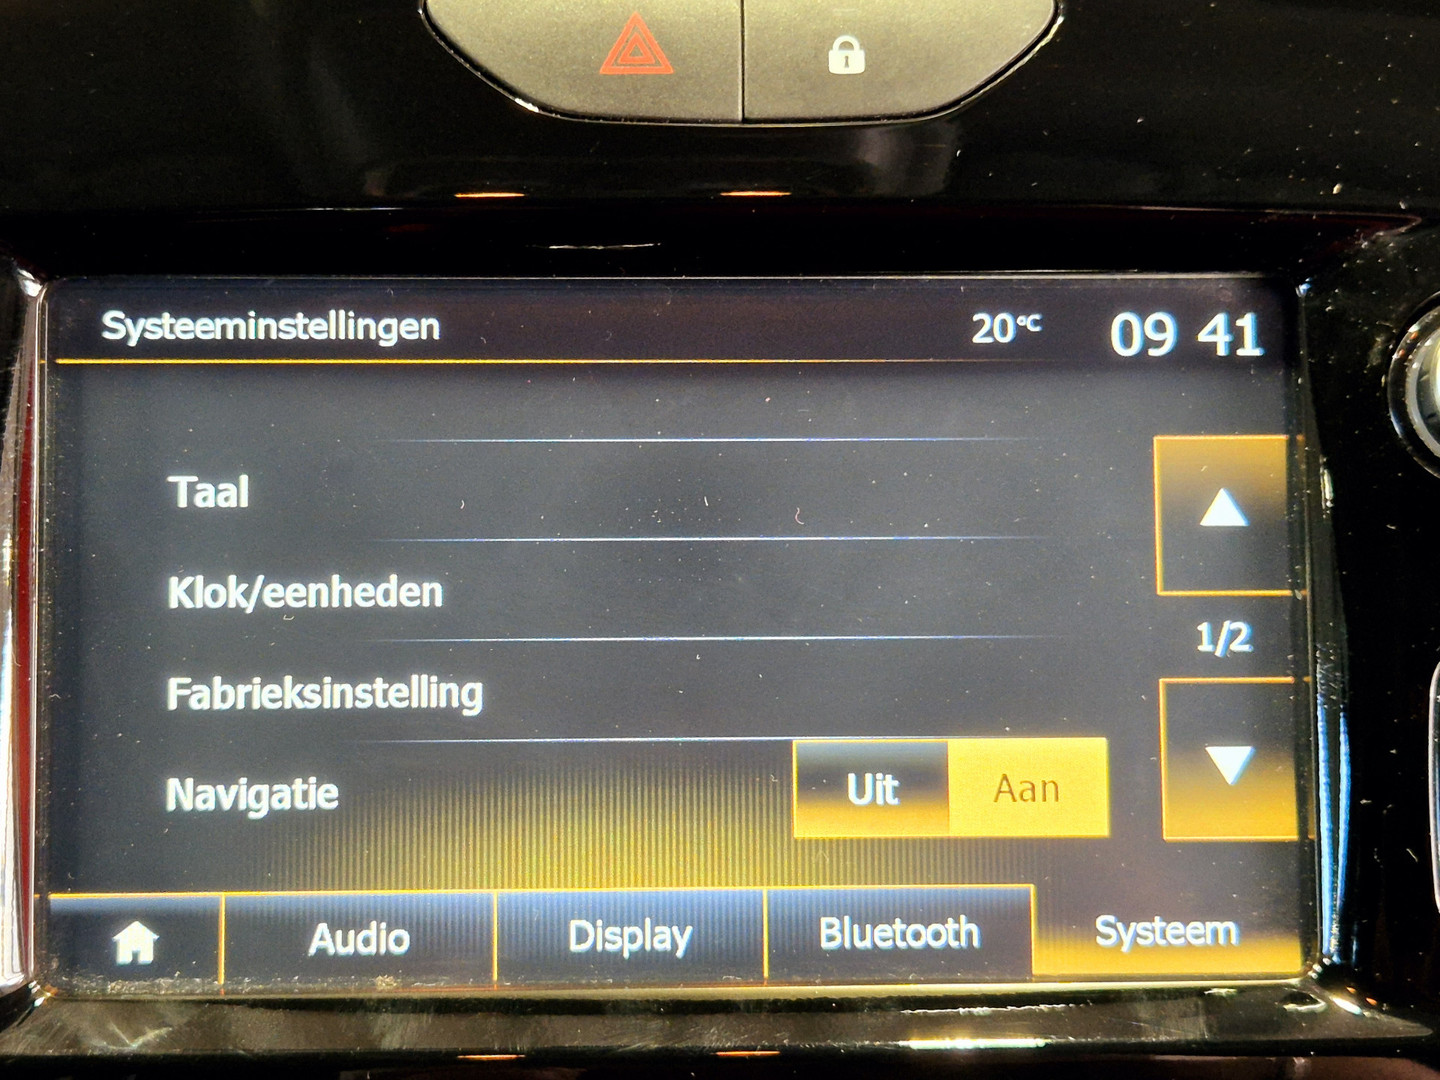 Systeeminstellingen 20°C 09 41
Taal
Klok/eenheden
1/2
Fabrieksinstelling
Navigatie Uit Aan
Audio Display Bluetooth Systeem